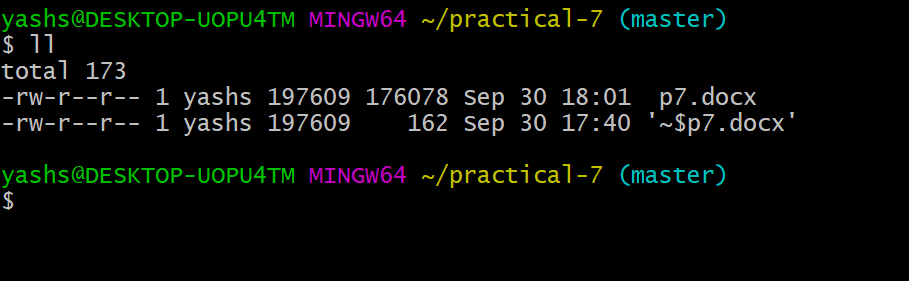 yashs@DESKTOP-UOPU4TM MINGW64 ~/practical-7 (master)
$ ll
total 173
-rw-r--r-- 1 yashs 197609 176078 Sep 30 18:01  p7.docx
-rw-r--r-- 1 yashs 197609    162 Sep 30 17:40 '~$p7.docx'
yashs@DESKTOP-UOPU4TM MINGW64 ~/practical-7 (master)
$